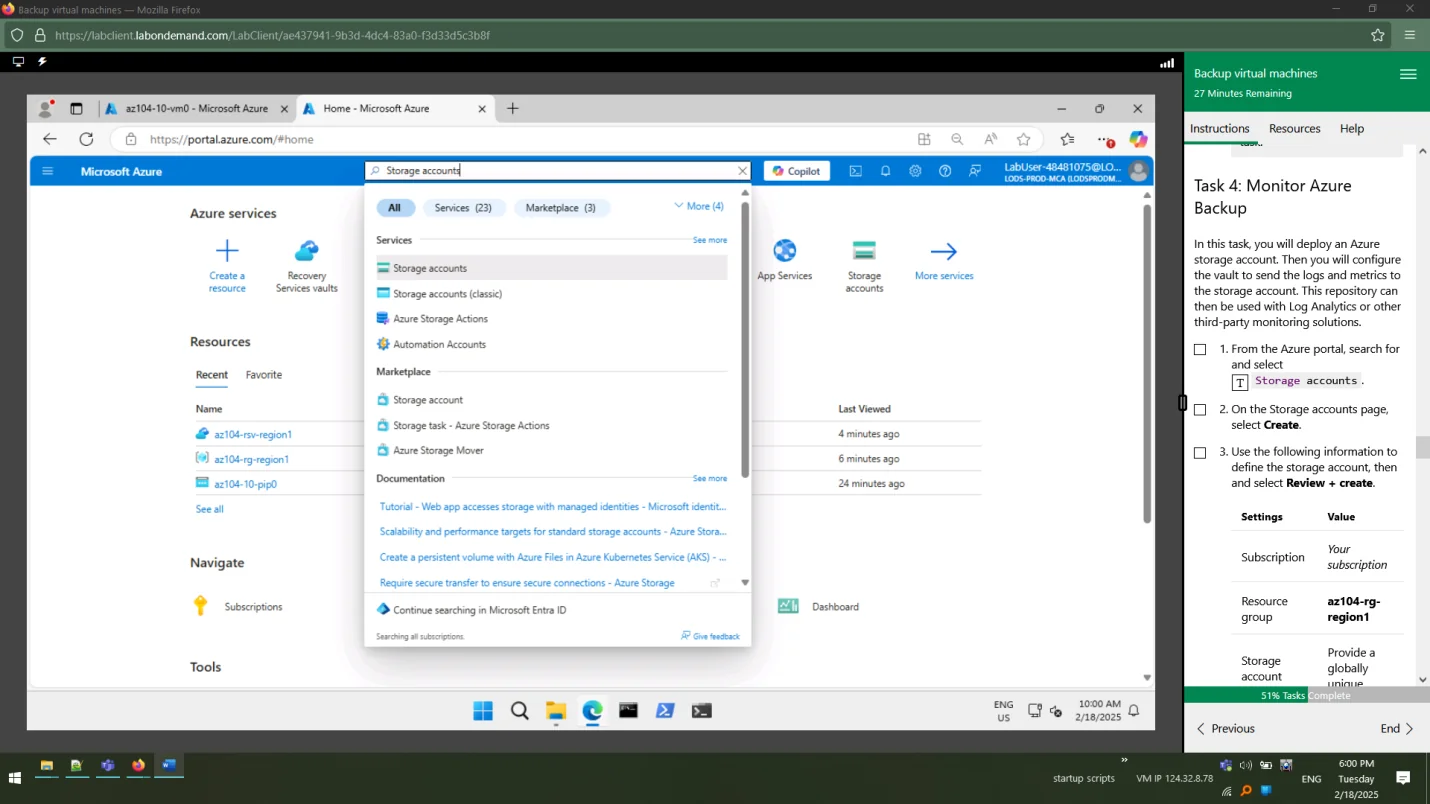 Backup virtual machines — Mozilla Firefox
https://labclient.labondemand.com/LabClient/ae437941-9b3d-4dc4-83a0-f3d33d5c3b8f
az104-10-vm0 - Microsoft Azure
Home - Microsoft Azure
https://portal.azure.com/#home
Microsoft Azure
Storage accounts
Copilot
LabUser-48481075@LO...
LODS-PROD-MCA (LODSPRODM...
Azure services
Create a
resource
Recovery
Services vaults
App Services
Storage
accounts
More services
All
Services (23)
Marketplace (3)
More (4)
Services
See more
Storage accounts
Storage accounts (classic)
Azure Storage Actions
Automation Accounts
Marketplace
Storage account
Storage task - Azure Storage Actions
Azure Storage Mover
Documentation
See more
Tutorial - Web app accesses storage with managed identities - Microsoft identit...
Scalability and performance targets for standard storage accounts - Azure Stora...
Create a persistent volume with Azure Files in Azure Kubernetes Service (AKS) - ...
Require secure transfer to ensure secure connections - Azure Storage
Continue searching in Microsoft Entra ID
Searching all subscriptions.
Give feedback
Resources
Recent
Favorite
Name
Last Viewed
az104-rsv-region1
4 minutes ago
az104-rg-region1
6 minutes ago
az104-10-pip0
24 minutes ago
See all
Navigate
Subscriptions
Dashboard
Tools
ENG
US
10:00 AM
2/18/2025
Backup virtual machines
27 Minutes Remaining
Instructions
Resources
Help
task.
Task 4: Monitor Azure
Backup
In this task, you will deploy an Azure
storage account. Then you will configure
the vault to send the logs and metrics to
the storage account. This repository can
then be used with Log Analytics or other
third-party monitoring solutions.
1. From the Azure portal, search for
and select
T Storage accounts .
2. On the Storage accounts page,
select Create.
3. Use the following information to
define the storage account, then
and select Review + create.
Settings
Value
Subscription
Your
subscription
Resource
group
az104-rg-
region1
Storage
account
Provide a
globally
unique
51% Tasks Complete
Previous
End
startup scripts
VM IP 124.32.8.78
ENG
6:00 PM
Tuesday
2/18/2025